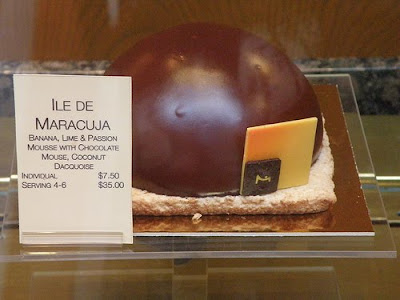 ILE DE
MARACUJA
BANANA, LIME & PASSION
MOUSSE WITH CHOCOLATE
MOUSE, COCONUT
DACQUOISE
INDIVIDUAL $7.50
SERVING 4-6 $35.00